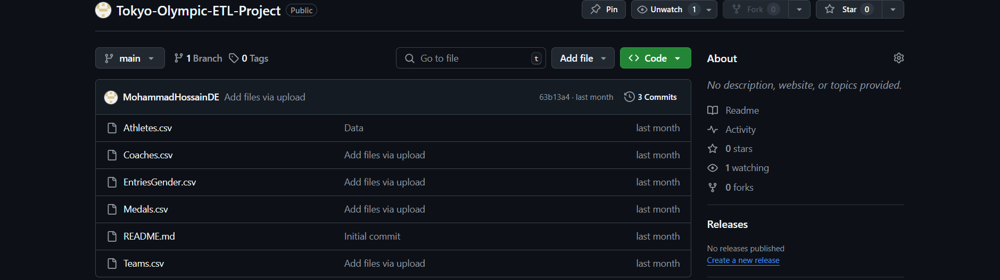 Tokyo-Olympic-ETL-Project Public Pin Unwatch 1 Fork 0 Star 0
main 1 Branch 0 Tags Go to file t Add file Code
MohammadHossainDE Add files via upload 63b13a4 · last month 3 Commits
Athletes.csv Data last month
Coaches.csv Add files via upload last month
EntriesGender.csv Add files via upload last month
Medals.csv Add files via upload last month
README.md Initial commit last month
Teams.csv Add files via upload last month
About
No description, website, or topics provided.
Readme
Activity
0 stars
1 watching
0 forks
Releases
No releases published
Create a new release